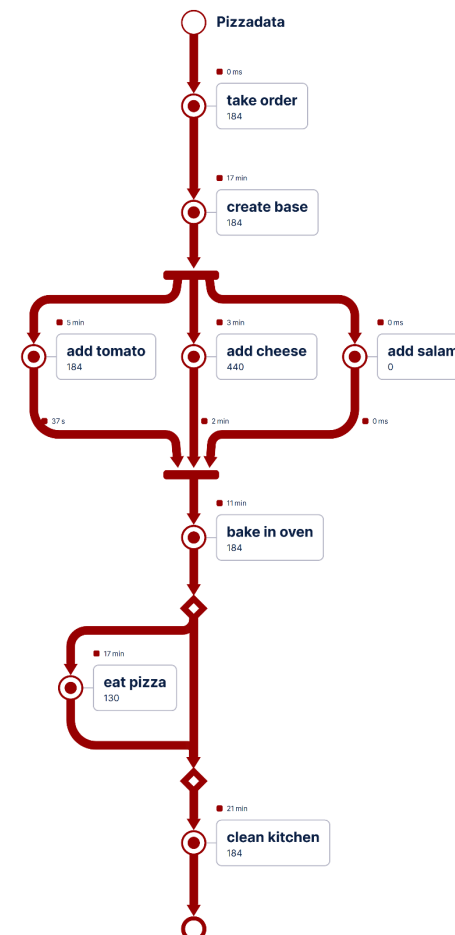 Pizzadata
0 ms
take order
184
17 min
create base
184
5 min
add tomato
184
3 min
add cheese
440
0 ms
add salam
0
37 s
2 min
0 ms
11 min
bake in oven
184
17 min
eat pizza
130
21 min
clean kitchen
184